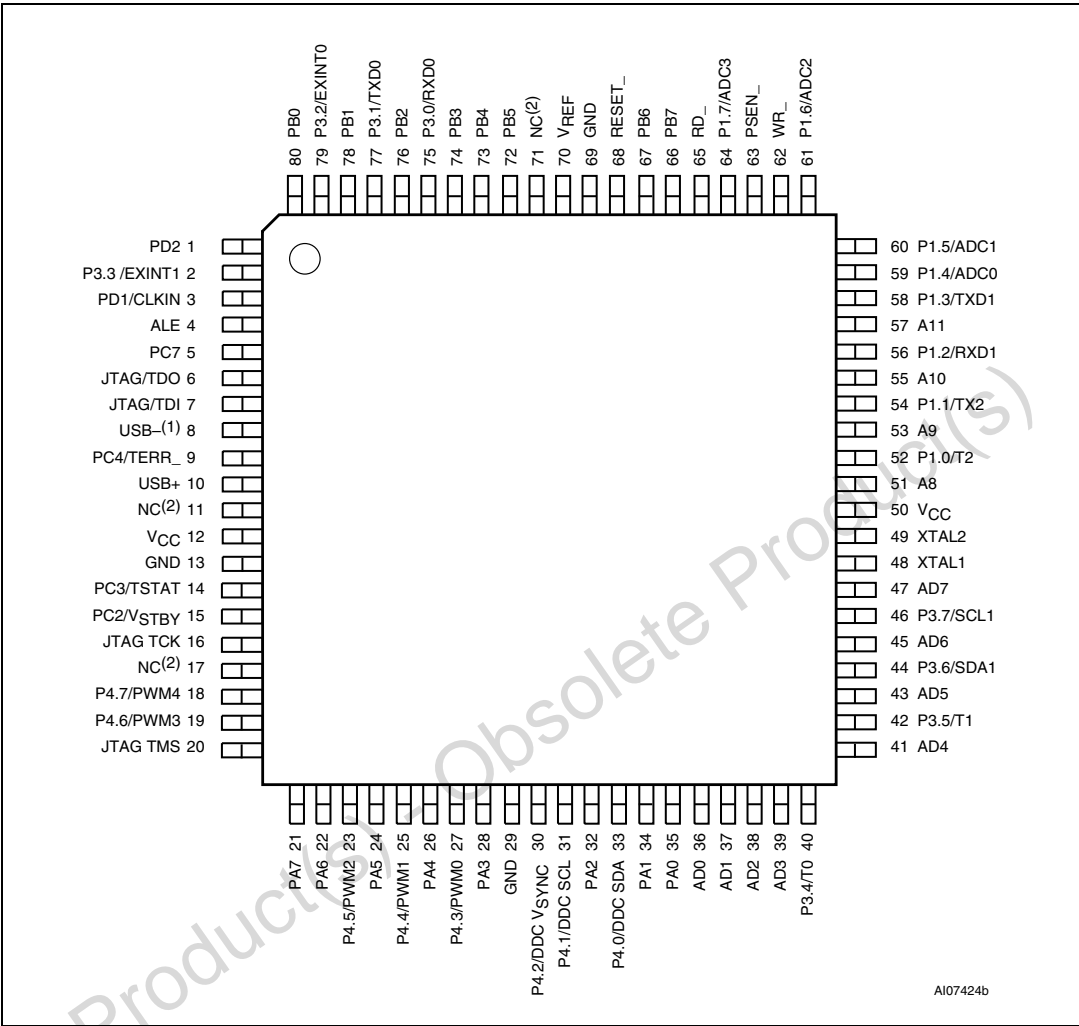 80 PB0
79 P3.2/EXINT0
78 PB1
77 P3.1/TXD0
76 PB2
75 P3.0/RXD0
74 PB3
73 PB4
72 PB5
71 NC(2)
70 VREF
69 GND
68 RESET_
67 PB6
66 PB7
65 RD_
64 P1.7/ADC3
63 PSEN_
62 WR_
61 P1.6/ADC2
PD2 1
P3.3 /EXINT1 2
PD1/CLKIN 3
ALE 4
PC7 5
JTAG/TDO 6
JTAG/TDI 7
USB–(1) 8
PC4/TERR_ 9
USB+ 10
NC(2) 11
VCC 12
GND 13
PC3/TSTAT 14
PC2/VSTBY 15
JTAG TCK 16
NC(2) 17
P4.7/PWM4 18
P4.6/PWM3 19
JTAG TMS 20
60 P1.5/ADC1
59 P1.4/ADC0
58 P1.3/TXD1
57 A11
56 P1.2/RXD1
55 A10
54 P1.1/TX2
53 A9
52 P1.0/T2
51 A8
50 VCC
49 XTAL2
48 XTAL1
47 AD7
46 P3.7/SCL1
45 AD6
44 P3.6/SDA1
43 AD5
42 P3.5/T1
41 AD4
PA7 21
PA6 22
P4.5/PWM2 23
PA5 24
P4.4/PWM1 25
PA4 26
P4.3/PWM0 27
PA3 28
GND 29
P4.2/DDC VSYNC 30
P4.1/DDC SCL 31
PA2 32
P4.0/DDC SDA 33
PA1 34
PA0 35
AD0 36
AD1 37
AD2 38
AD3 39
P3.4/T0 40
AI07424b
Product(s) - Obsolete Product(s)